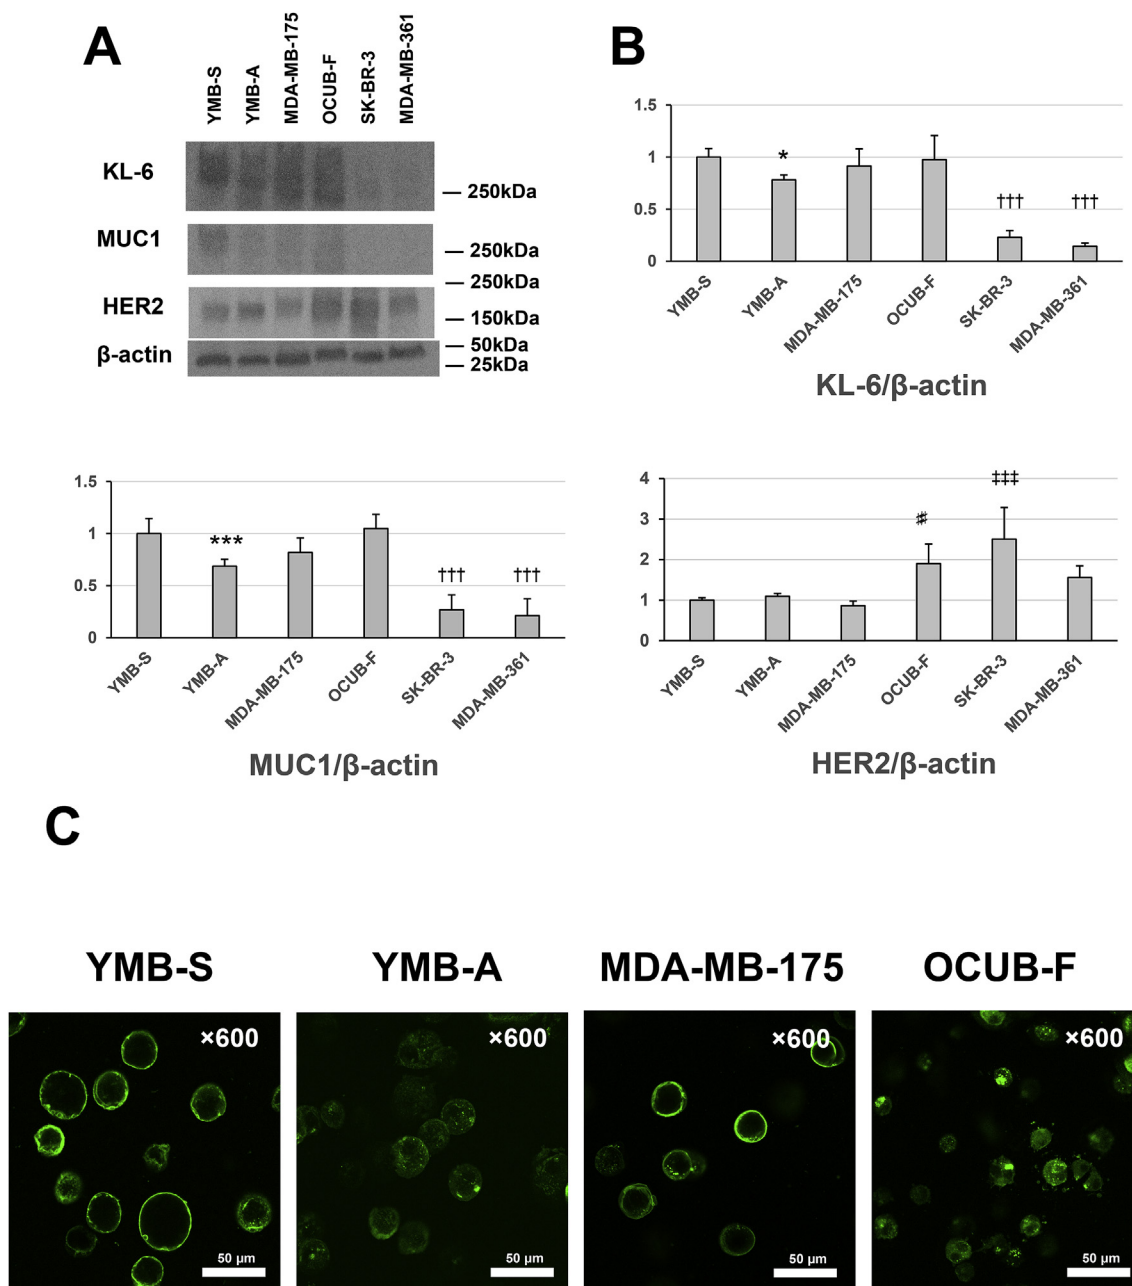 A
YMB-S
YMB-A
MDA-MB-175
OCUB-F
SK-BR-3
MDA-MB-361
KL-6
— 250kDa
MUC1
— 250kDa
— 250kDa
HER2
— 150kDa
— 50kDa
β-actin
— 25kDa
B
1.5
1
0.5
0
*
†††
†††
YMB-S
YMB-A
MDA-MB-175
OCUB-F
SK-BR-3
MDA-MB-361
KL-6/β-actin
1.5
1
0.5
0
***
†††
†††
YMB-S
YMB-A
MDA-MB-175
OCUB-F
SK-BR-3
MDA-MB-361
MUC1/β-actin
4
3
2
1
0
#
‡‡‡
YMB-S
YMB-A
MDA-MB-175
OCUB-F
SK-BR-3
MDA-MB-361
HER2/β-actin
C
YMB-S
YMB-A
MDA-MB-175
OCUB-F
×600
×600
×600
×600
50 µm
50 µm
50 µm
50 µm